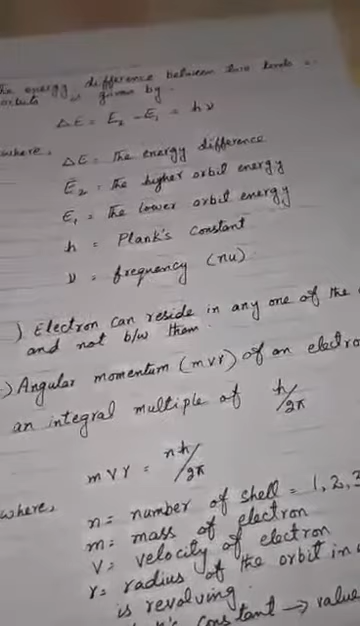 The energy difference between two levels or
orbits is given by.
ΔE = E₂ - E₁ = hν
where,
ΔE = The energy difference
E₂ = The higher orbit energy
E₁ = The lower orbit energy
h = Plank's Constant
ν = frequency (nu)
) Electron can reside in any one of the
and not b/w them.
) Angular momentum (mvr) of an electro
an integral multiple of h/2π
mvr = nh/2π
where,
n = number of shell = 1, 2, 3
m = mass of electron
v = velocity of electron
r = radius of the orbit in
is revolving.
constant → value